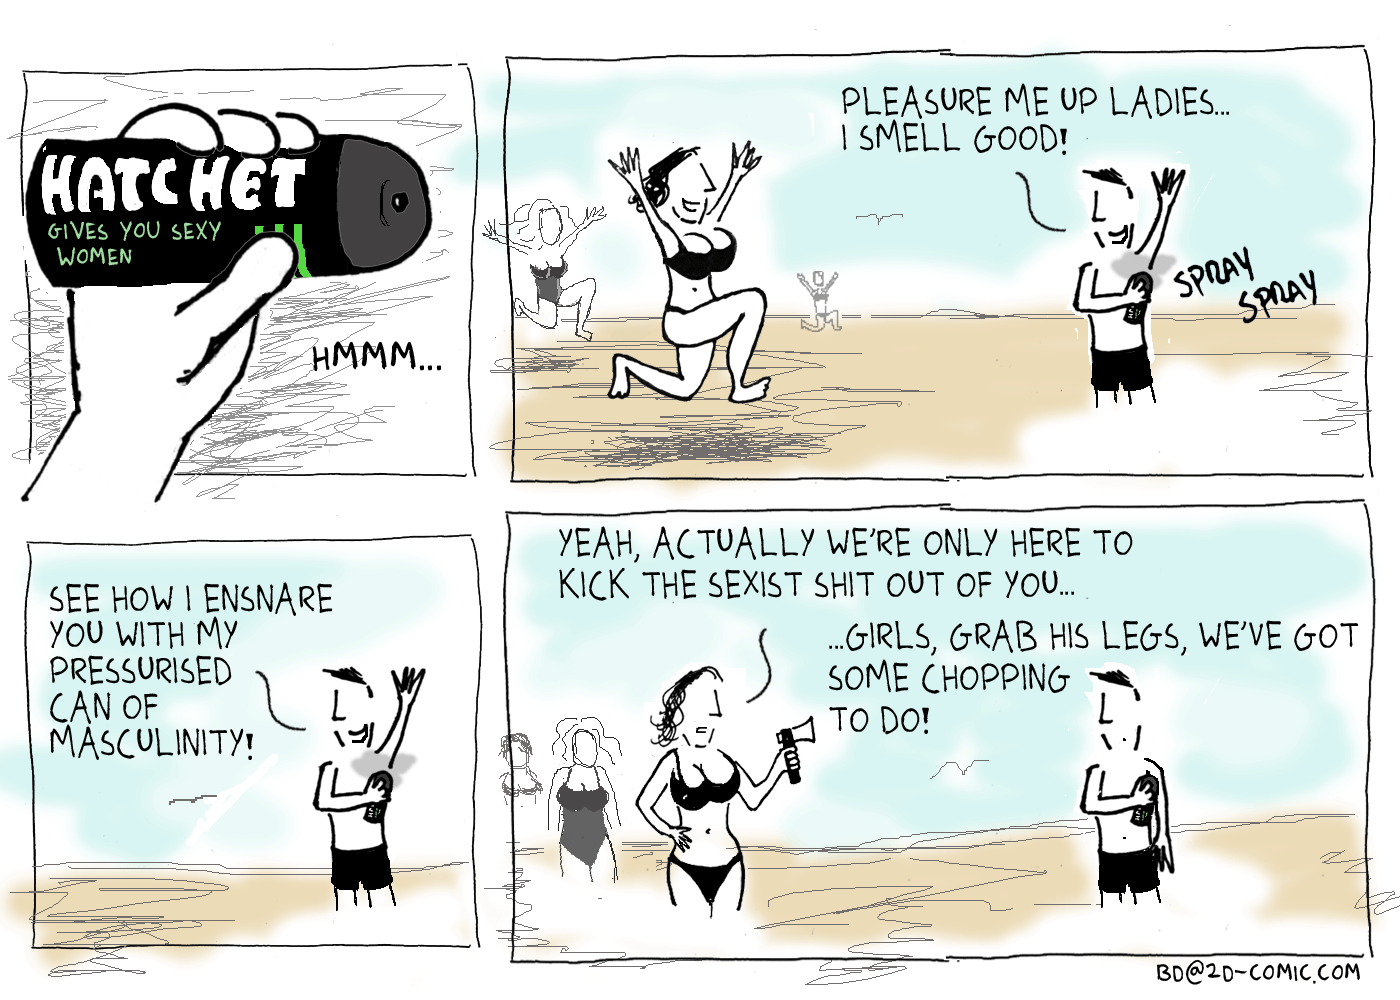 HATCHET
GIVES YOU SEXY
WOMEN
HMMM...
PLEASURE ME UP LADIES...
I SMELL GOOD!
SPRAY
SPRAY
SEE HOW I ENSNARE
YOU WITH MY
PRESSURISED
CAN OF
MASCULINITY!
YEAH, ACTUALLY WE'RE ONLY HERE TO
KICK THE SEXIST SHIT OUT OF YOU...
...GIRLS, GRAB HIS LEGS, WE'VE GOT
SOME CHOPPING
TO DO!
BD@2D-COMIC.COM